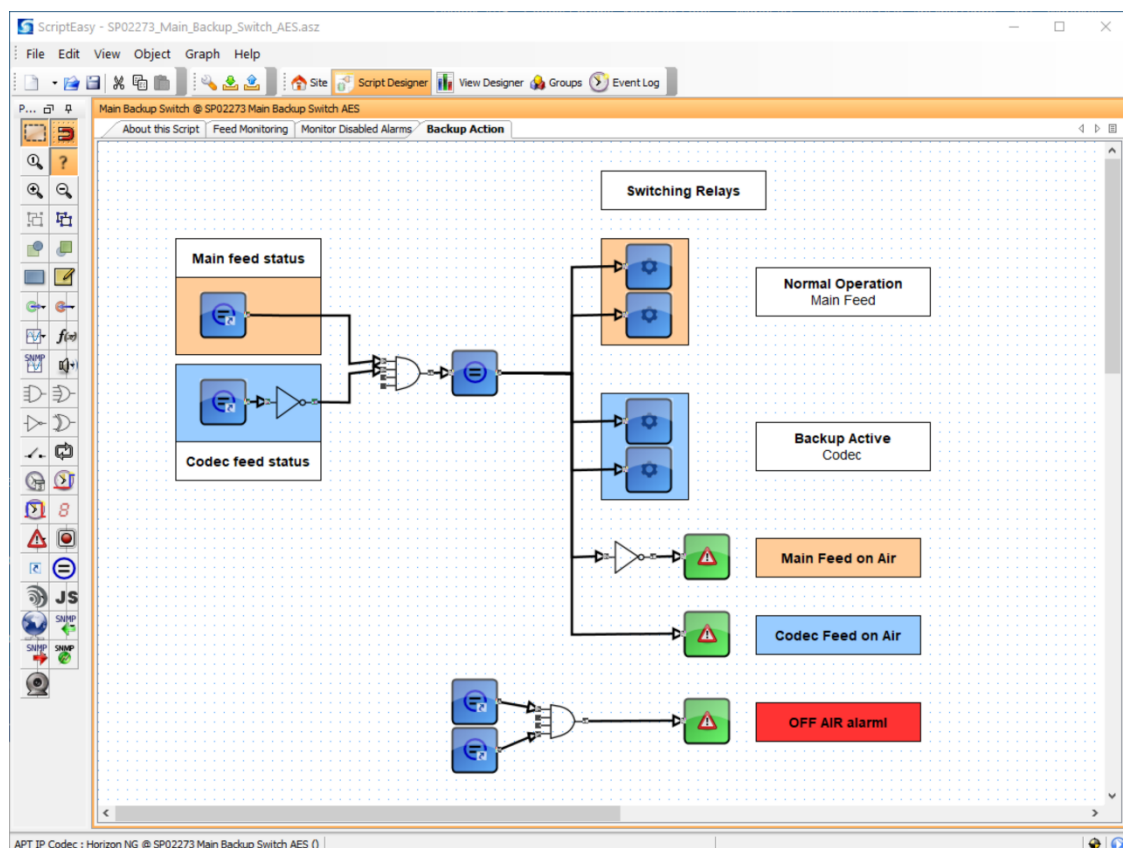 ScriptEasy - SP02273_Main_Backup_Switch_AES.asz
File Edit View Object Graph Help
Site Script Designer View Designer Groups Event Log
P...
Main Backup Switch @ SP02273 Main Backup Switch AES
About this Script Feed Monitoring Monitor Disabled Alarms Backup Action
Switching Relays
Main feed status
Normal Operation
Main Feed
Codec feed status
Backup Active
Codec
Main Feed on Air
Codec Feed on Air
OFF AIR alarm!
f(x)
SNMP
JS
SNMP
SNMP SNMP
APT IP Codec : Horizon NG @ SP02273 Main Backup Switch AES ()